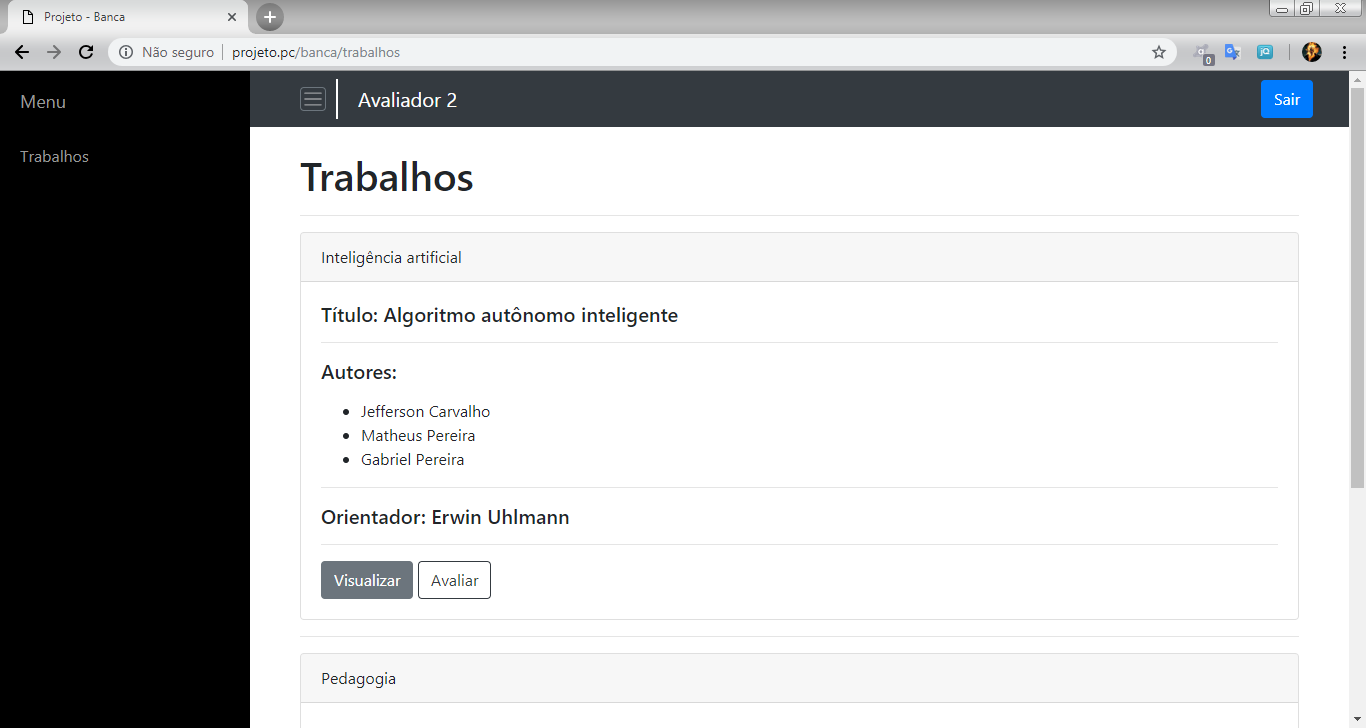 Projeto - Banca
Não seguro projeto.pc/banca/trabalhos
0
jQ
Menu
Avaliador 2
Sair
Trabalhos
Trabalhos
Inteligência artificial
Título: Algoritmo autônomo inteligente
Autores:
Jefferson Carvalho
Matheus Pereira
Gabriel Pereira
Orientador: Erwin Uhlmann
Visualizar Avaliar
Pedagogia